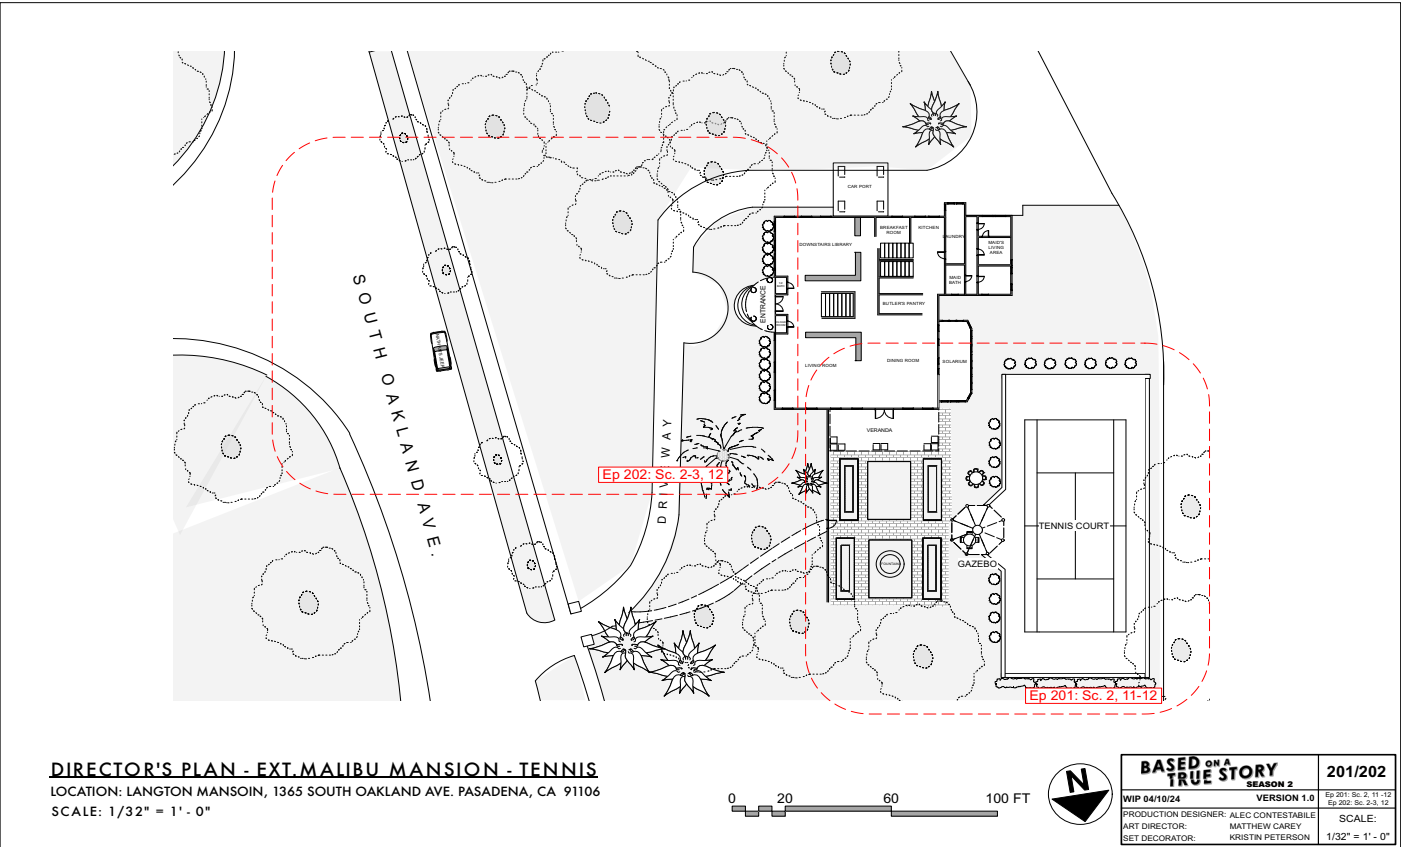 CAR PORT
BREAKFAST
ROOM
KITCHEN
LAUNDRY
DOWNSTAIRS LIBRARY
MAID'S
LIVING
AREA
MAID
BATH
ENTRANCE
BUTLER'S PANTRY
DINING ROOM
SOLARIUM
LIVING ROOM
VERANDA
SOUTH OAKLAND AVE.
DRIVEWAY
Ep 202: Sc. 2-3, 12
TENNIS COURT
GAZEBO
FOUNTAIN
Ep 201: Sc. 2, 11-12
DIRECTOR'S PLAN - EXT. MALIBU MANSION - TENNIS
LOCATION: LANGTON MANSOIN, 1365 SOUTH OAKLAND AVE. PASADENA, CA 91106
SCALE: 1/32" = 1' - 0"
0 20 60 100 FT
N
BASED ON A
TRUE STORY
SEASON 2
201/202
WIP 04/10/24 VERSION 1.0
Ep 201: Sc. 2, 11 -12
Ep 202: Sc. 2-3, 12
PRODUCTION DESIGNER: ALEC CONTESTABILE
ART DIRECTOR: MATTHEW CAREY
SET DECORATOR: KRISTIN PETERSON
SCALE:
1/32" = 1' - 0"